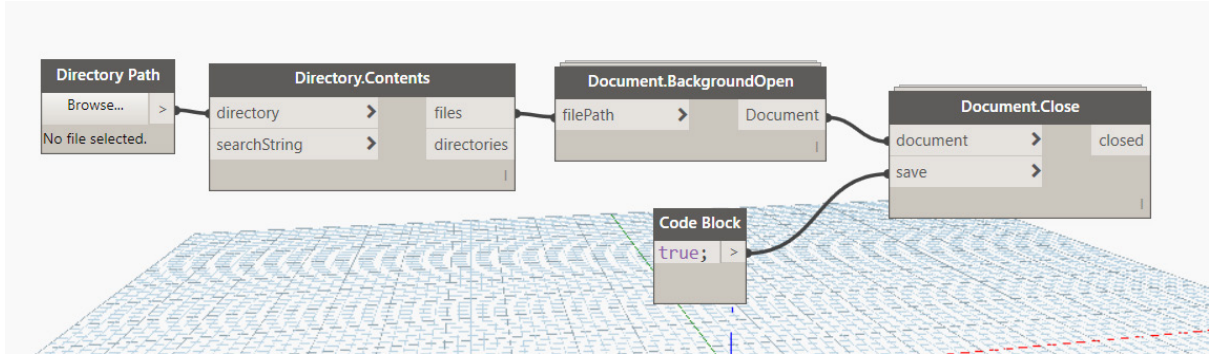 Directory Path
Browse...
>
No file selected.
Directory.Contents
directory > files
searchString > directories
|
Document.BackgroundOpen
filePath > Document
|
Document.Close
document > closed
save >
|
Code Block
true; >